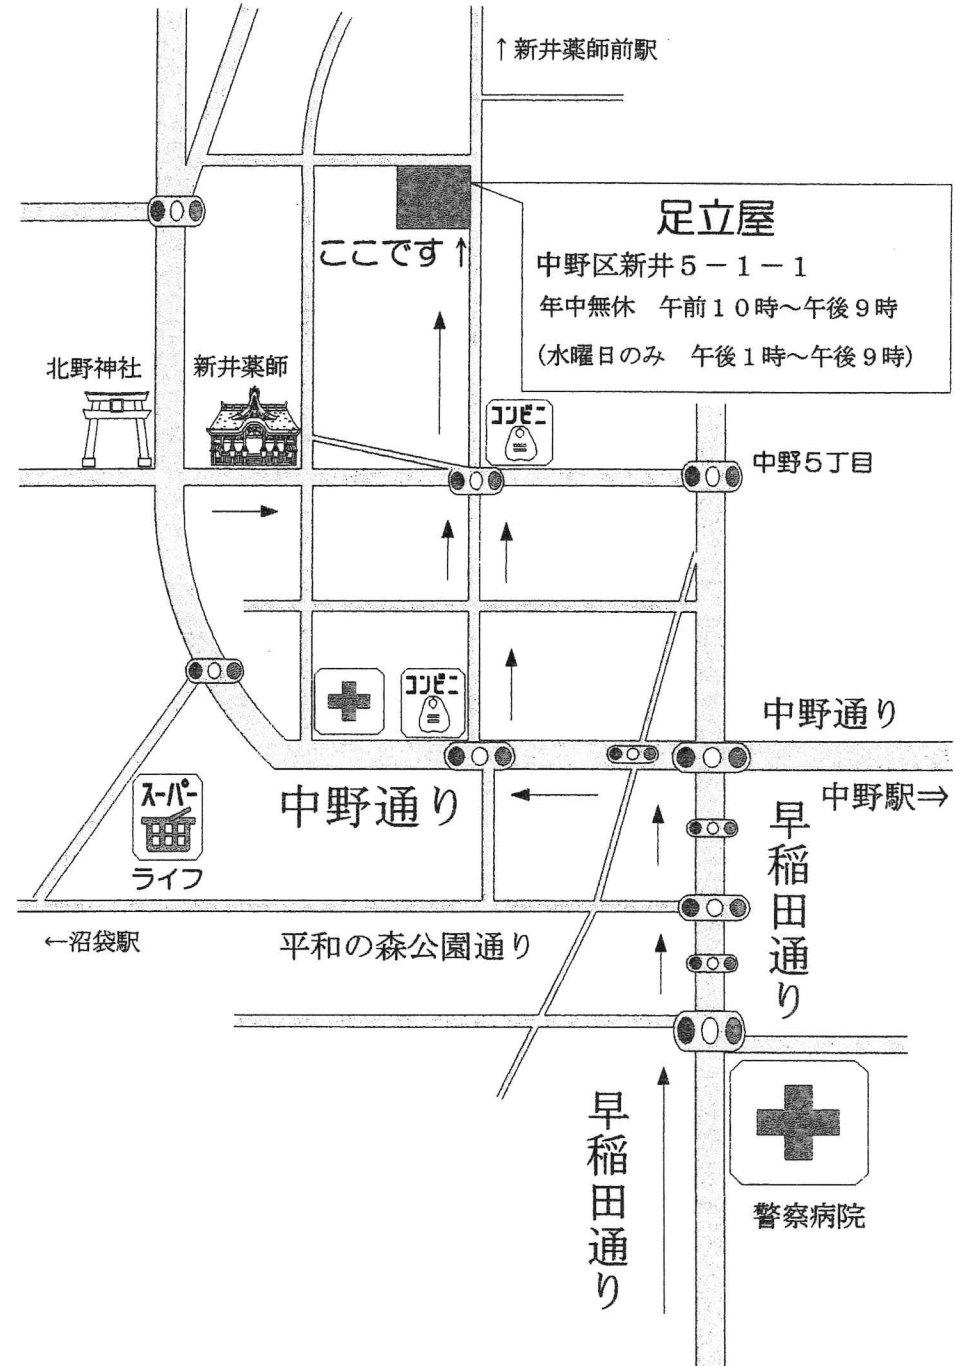 ↑新井薬師前駅
足立屋
中野区新井５－１－１
年中無休　午前１０時～午後９時
(水曜日のみ　午後１時～午後９時)
ここです↑
北野神社
新井薬師
コンビニ
中野5丁目
コンビニ
中野通り
中野駅⇒
中野通り
スーパー
ライフ
早稲田通り
←沼袋駅
平和の森公園通り
早稲田通り
警察病院